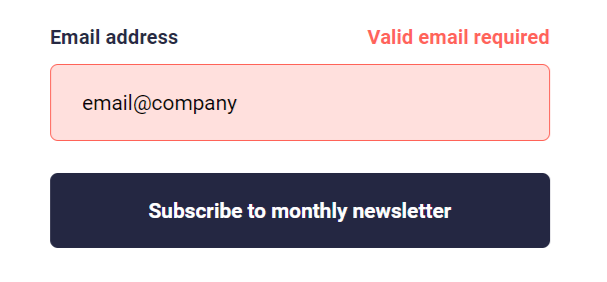 Email address Valid email required
email@company
Subscribe to monthly newsletter